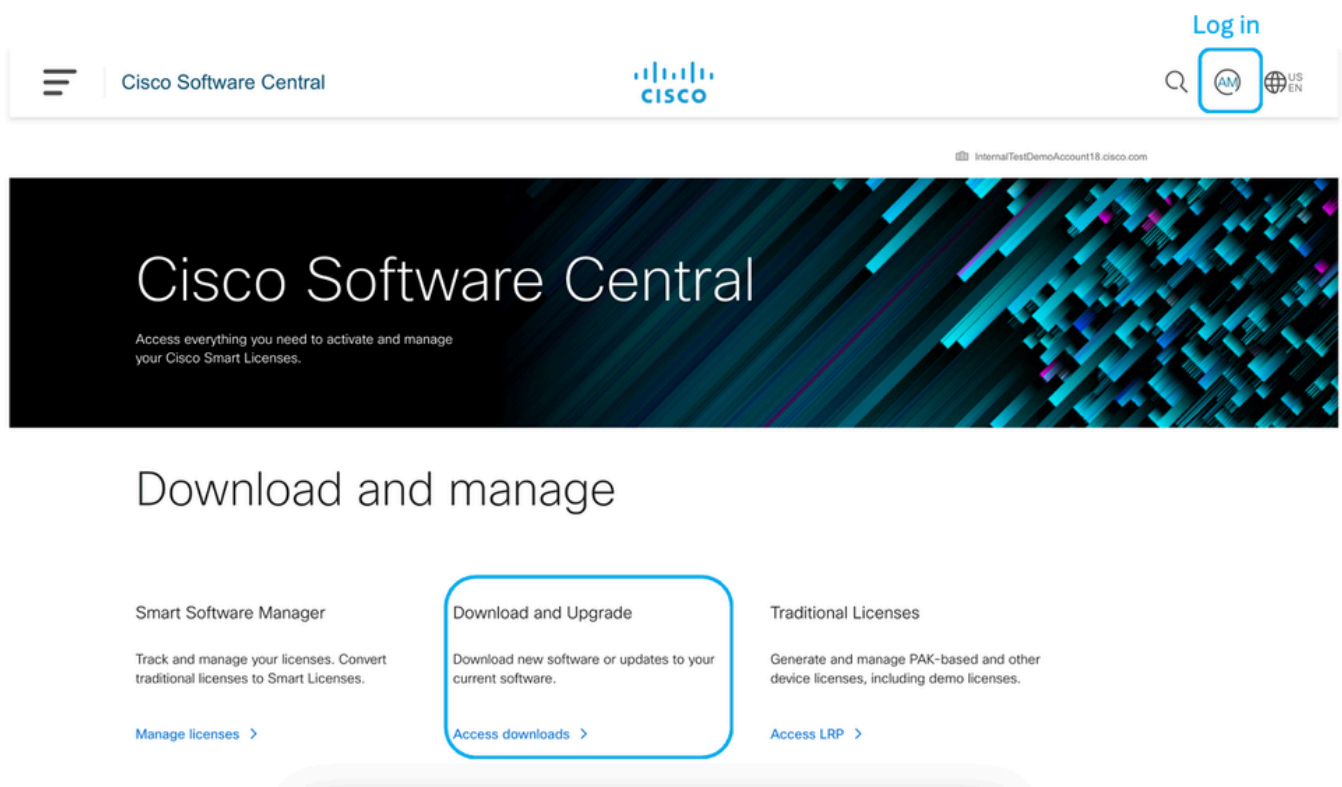 Log in
Cisco Software Central
CISCO
AM
US
EN
InternalTestDemoAccount18.cisco.com
Cisco Software Central
Access everything you need to activate and manage
your Cisco Smart Licenses.
Download and manage
Smart Software Manager
Track and manage your licenses. Convert
traditional licenses to Smart Licenses.
Manage licenses
Download and Upgrade
Download new software or updates to your
current software.
Access downloads
Traditional Licenses
Generate and manage PAK-based and other
device licenses, including demo licenses.
Access LRP